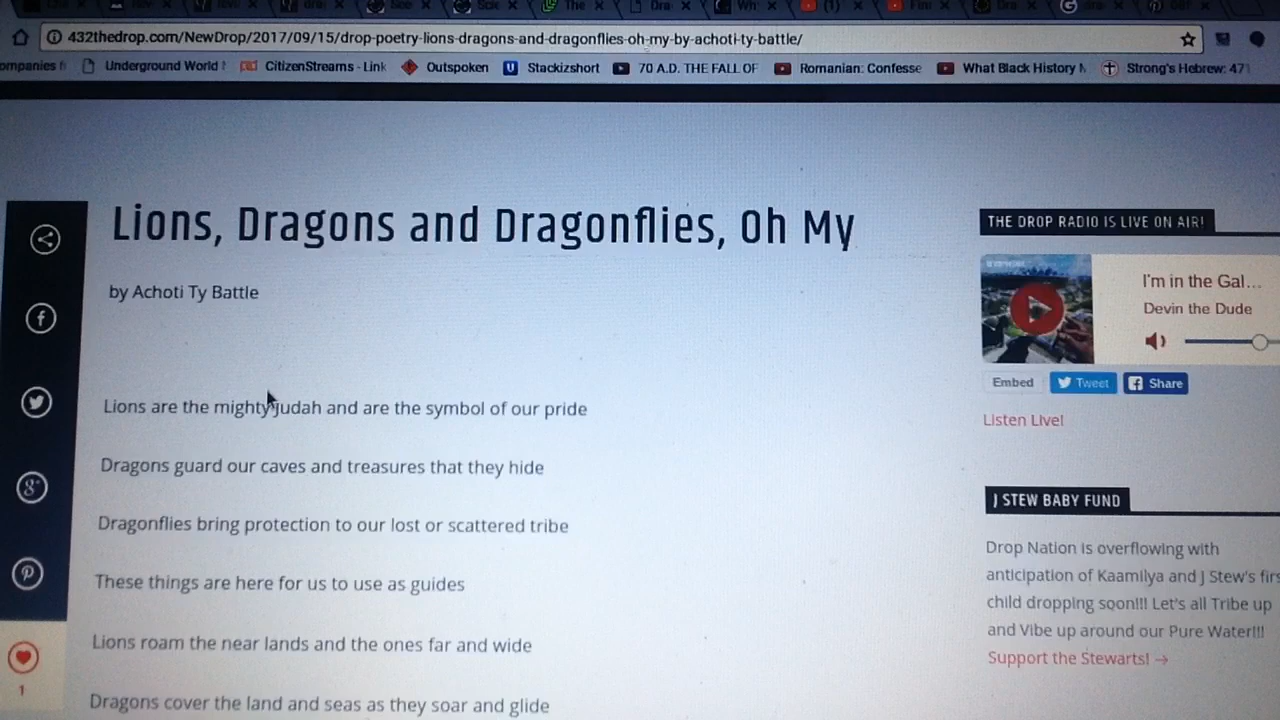 432thedrop.com/NewDrop/2017/09/15/drop-poetry-lions-dragons-and-dragonflies-oh-my-by-achoti-ty-battle/
Underground World
CitizenStreams - Link
Outspoken
Stackizshort
70 A.D. THE FALL OF
Romanian: Confesse
What Black History
Strong's Hebrew: 471
Lions, Dragons and Dragonflies, Oh My
by Achoti Ty Battle
Lions are the mighty judah and are the symbol of our pride
Dragons guard our caves and treasures that they hide
Dragonflies bring protection to our lost or scattered tribe
These things are here for us to use as guides
Lions roam the near lands and the ones far and wide
Dragons cover the land and seas as they soar and glide
1
THE DROP RADIO IS LIVE ON AIR!
I'm in the Gal...
Devin the Dude
Embed
Tweet
Share
Listen Live!
J STEW BABY FUND
Drop Nation is overflowing with
anticipation of Kaamilya and J Stew's firs
child dropping soon!!! Let's all Tribe up
and Vibe up around our Pure Water!!!
Support the Stewarts! →